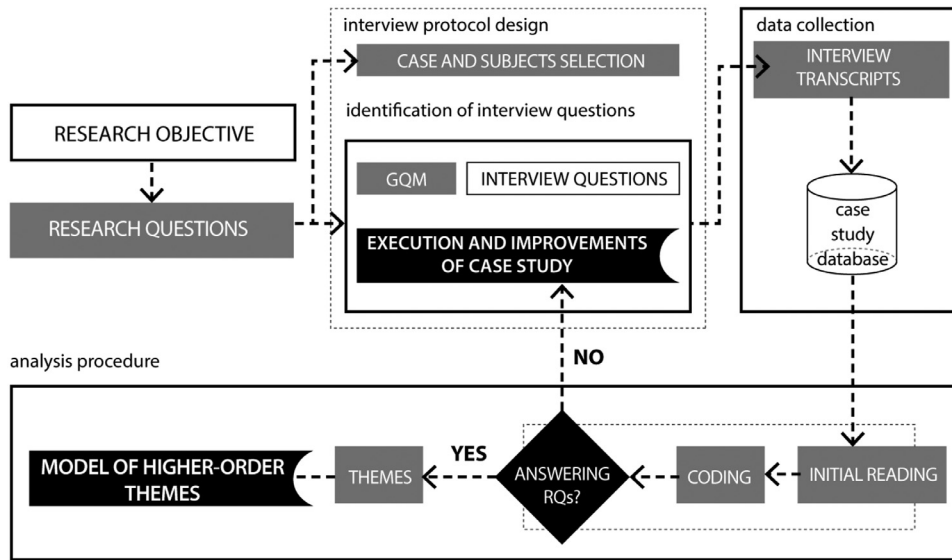 interview protocol design
data collection
CASE AND SUBJECTS SELECTION
INTERVIEW
TRANSCRIPTS
identification of interview questions
RESEARCH OBJECTIVE
GQM
INTERVIEW QUESTIONS
RESEARCH QUESTIONS
EXECUTION AND IMPROVEMENTS
OF CASE STUDY
case
study
database
analysis procedure
NO
YES
MODEL OF HIGHER-ORDER
THEMES
THEMES
ANSWERING
RQs?
CODING
INITIAL READING